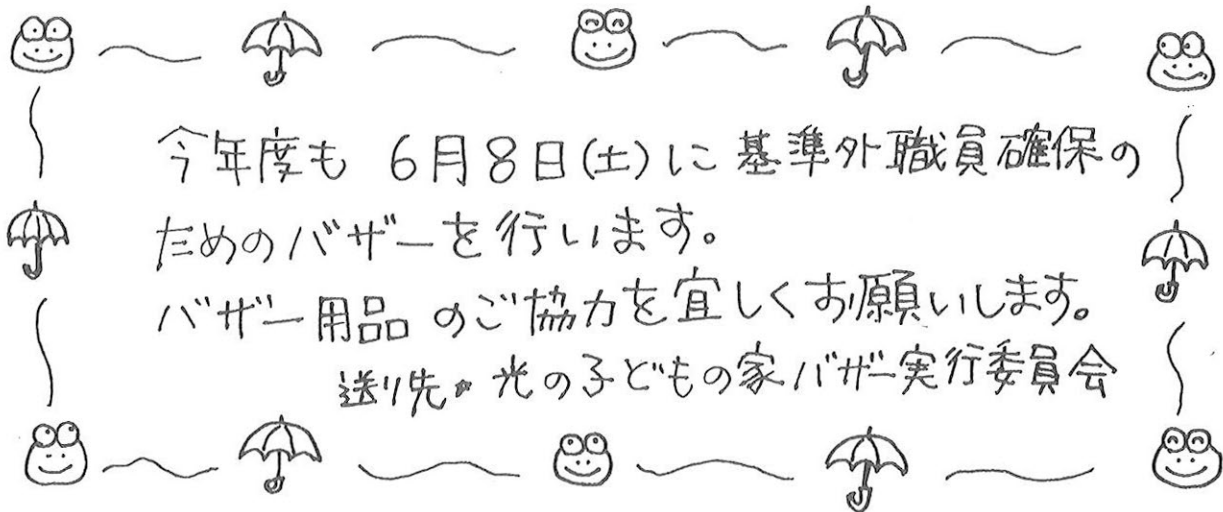 今年度も 6月8日(土)に基準外職員確保の
ためのバザーを行います。
バザー用品のご協力を宜しくお願いします。
送り先・光の子どもの家バザー実行委員会